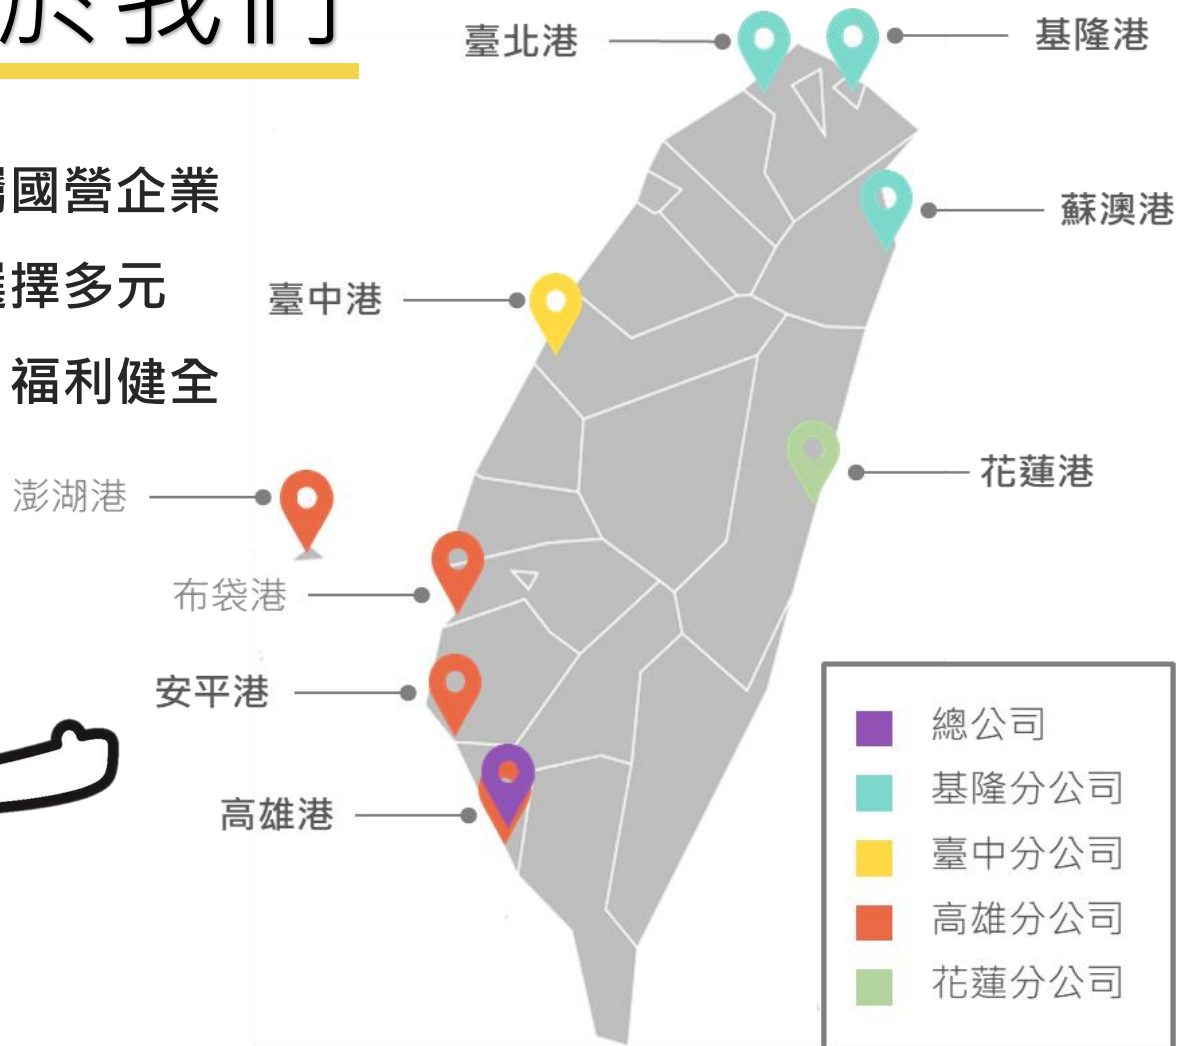 於我們
國營企業
擇多元
福利健全
臺北港
基隆港
蘇澳港
臺中港
花蓮港
澎湖港
布袋港
安平港
高雄港
總公司
基隆分公司
臺中分公司
高雄分公司
花蓮分公司